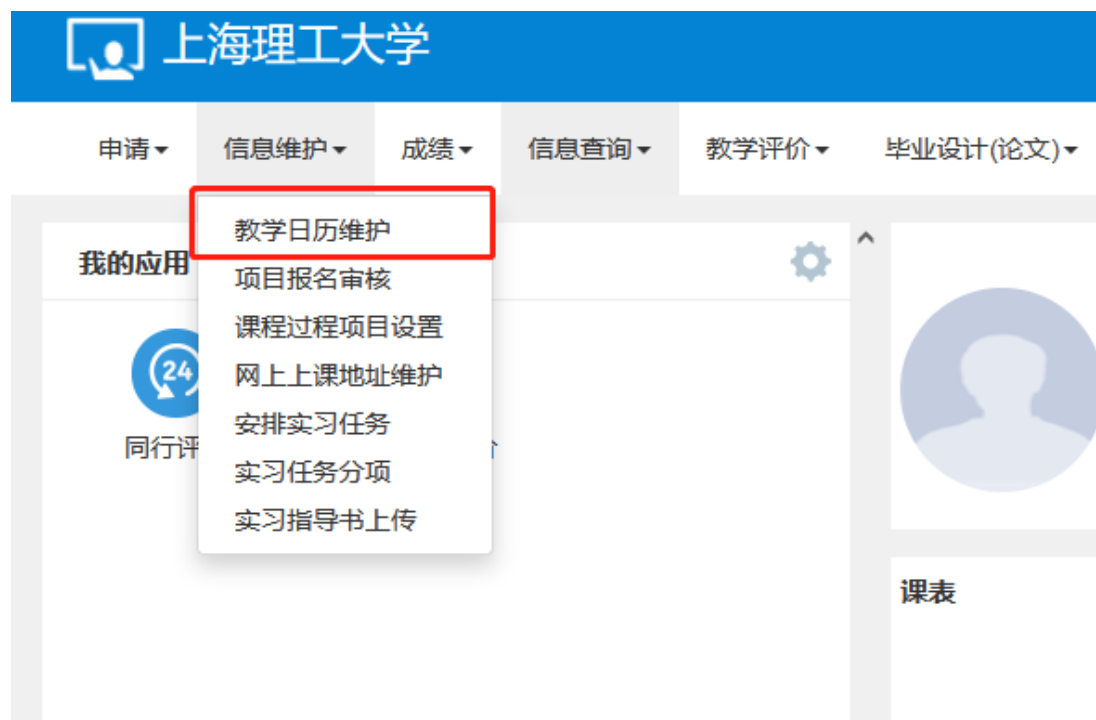 上海理工大学
申请 信息维护 成绩 信息查询 教学评价 毕业设计(论文)
教学日历维护
我的应用
项目报名审核
课程过程项目设置
24
网上上课地址维护
安排实习任务
同行评
实习任务分项
实习指导书上传
课表